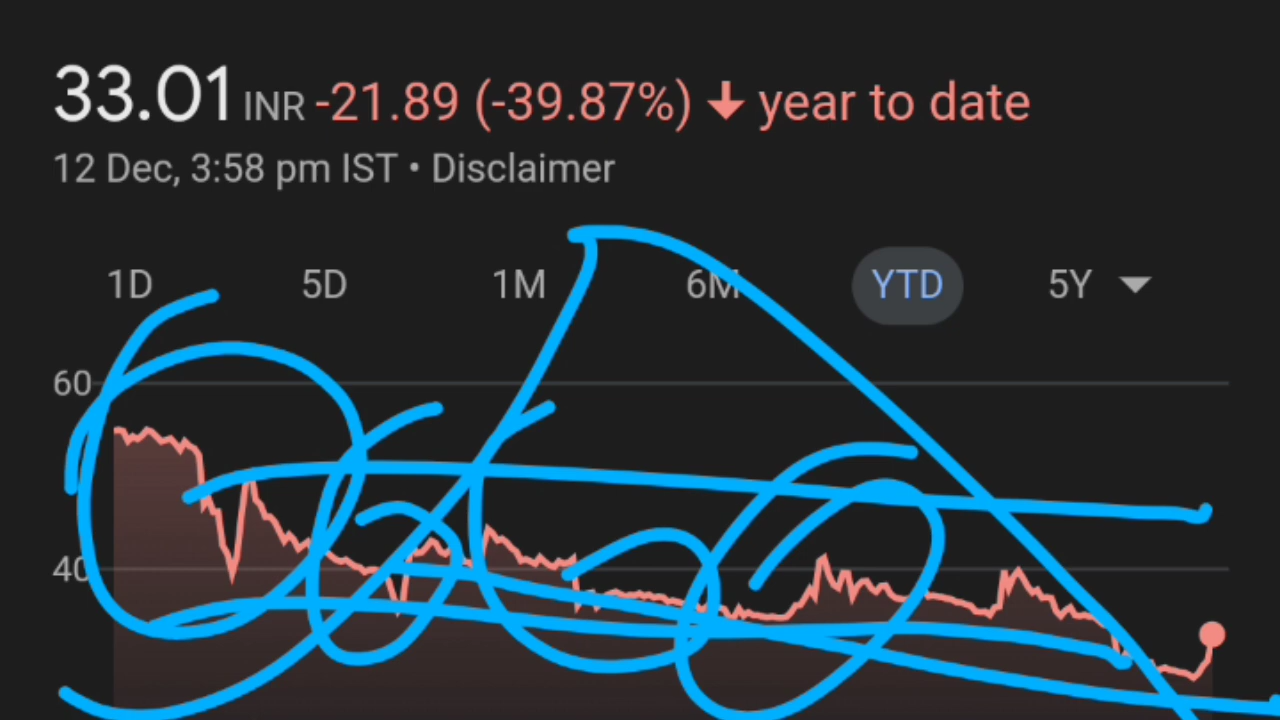 33.01 INR -21.89 (-39.87%) ↓ year to date
12 Dec, 3:58 pm IST • Disclaimer
1D 5D 1M 6M YTD 5Y
60
40